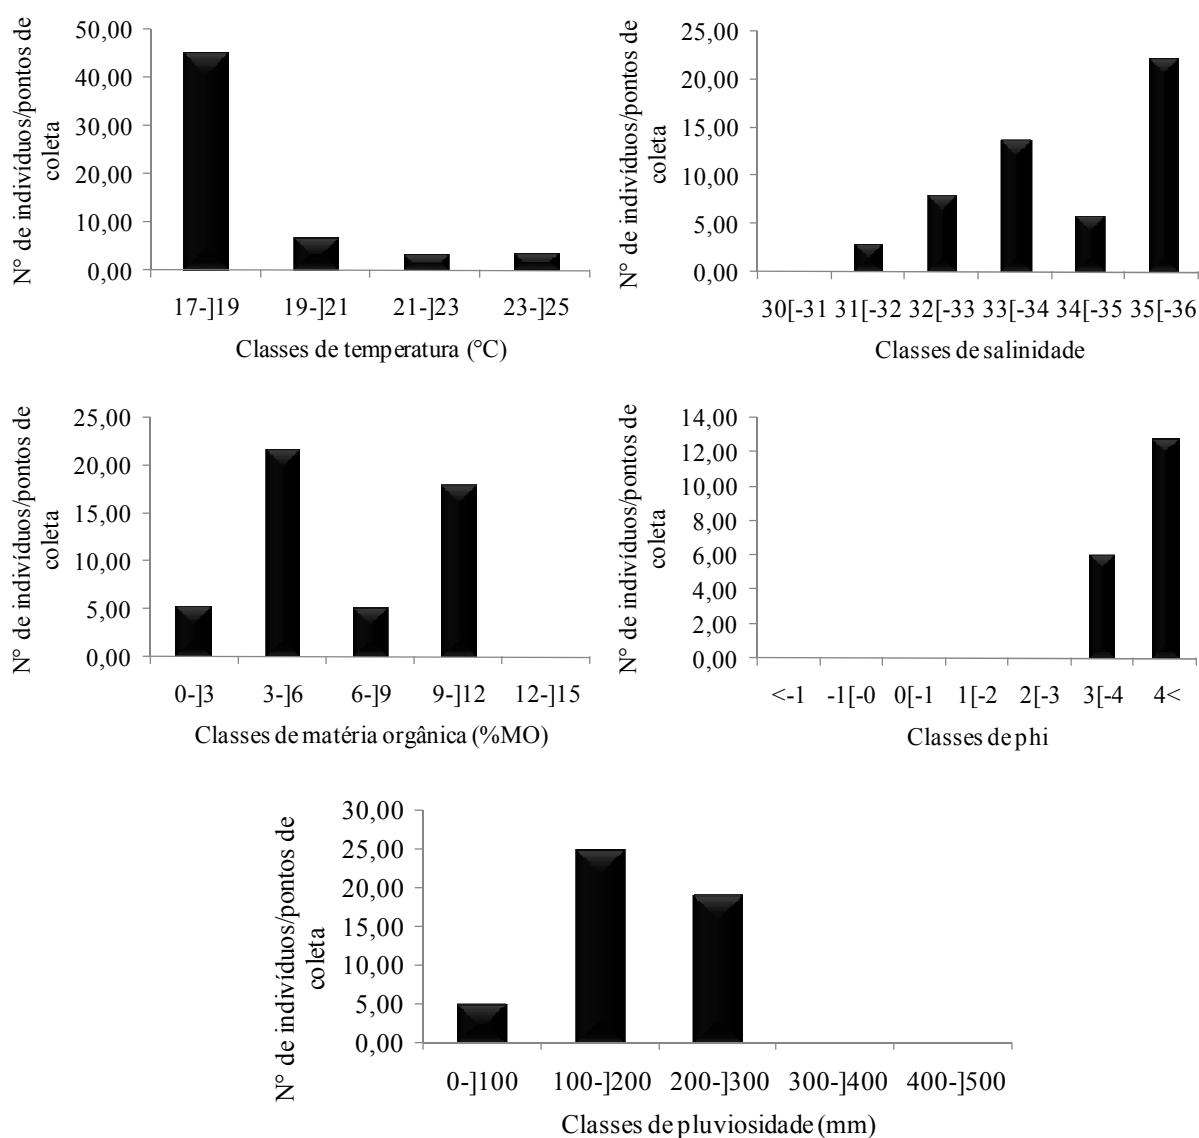 N° de indivíduos/pontos de
coleta
50,00
40,00
30,00
20,00
10,00
0,00
17-]19 19-]21 21-]23 23-]25
Classes de temperatura (°C)
N° de indivíduos/pontos de
coleta
25,00
20,00
15,00
10,00
5,00
0,00
30[-31 31[-32 32[-33 33[-34 34[-35 35[-36
Classes de salinidade
N° de indivíduos/pontos de
coleta
25,00
20,00
15,00
10,00
5,00
0,00
0-]3 3-]6 6-]9 9-]12 12-]15
Classes de matéria orgânica (%MO)
N° de indivíduos/pontos de
coleta
14,00
12,00
10,00
8,00
6,00
4,00
2,00
0,00
<-1 -1[-0 0[-1 1[-2 2[-3 3[-4 4<
Classes de phi
N° de indivíduos/pontos de
coleta
30,00
25,00
20,00
15,00
10,00
5,00
0,00
0-]100 100-]200 200-]300 300-]400 400-]500
Classes de pluviosidade (mm)